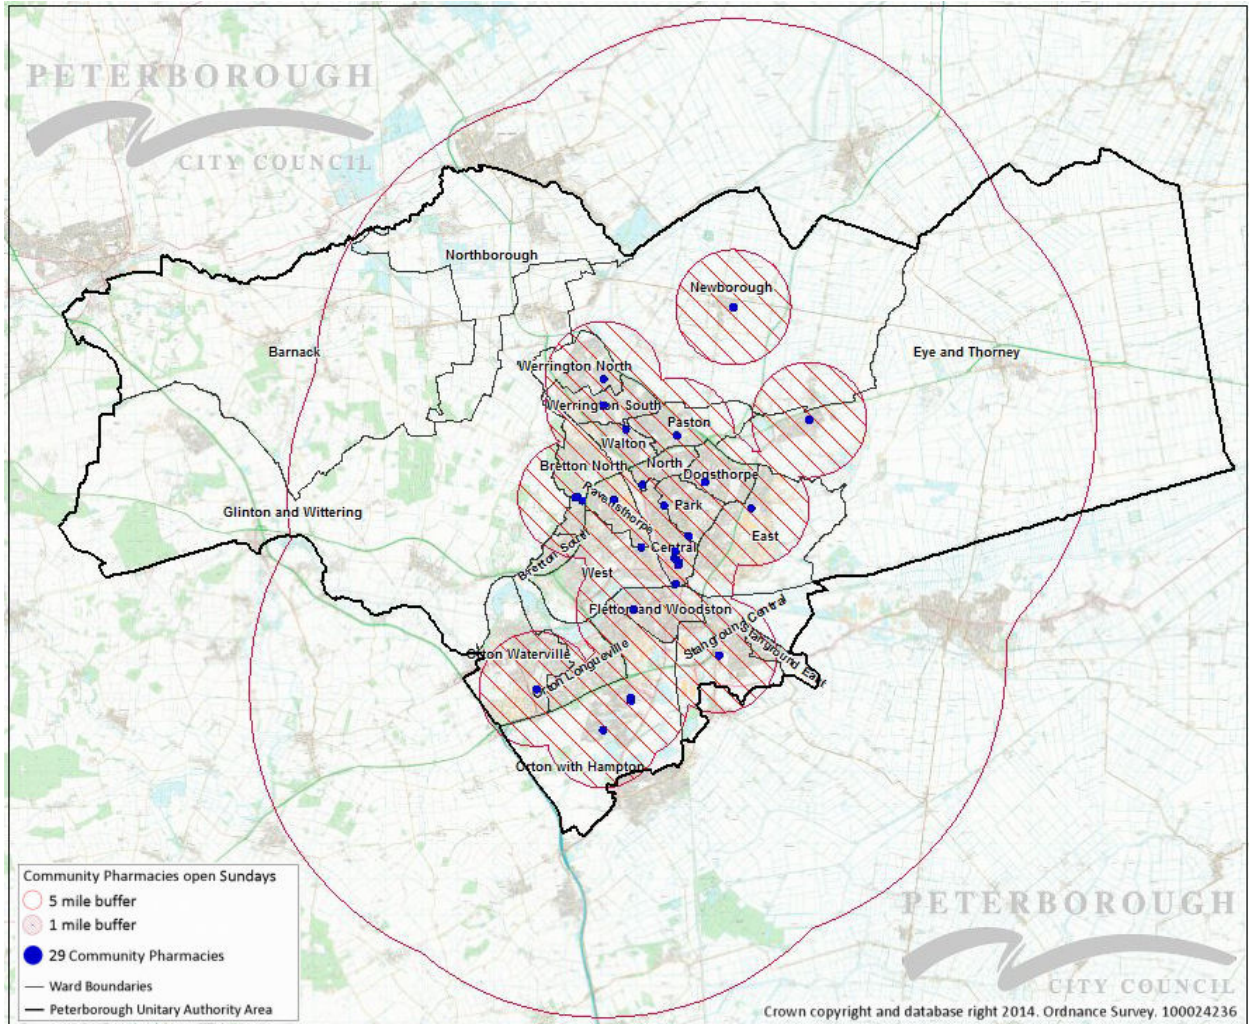 PETERBOROUGH
CITY COUNCIL
Northborough
Newborough
Barnack
Eye and Thorney
Werrington North
Werrington South
Paston
Walton
Bretton North
North
Dogsthorpe
Ravensthorpe
Park
Glinton and Wittering
East
Central
Bretton South
West
Fletton and Woodston
Stanground Central
Stanground East
Orton Waterville
Orton Longueville
Orton with Hampton
Community Pharmacies open Sundays
5 mile buffer
1 mile buffer
29 Community Pharmacies
Ward Boundaries
Peterborough Unitary Authority Area
PETERBOROUGH
CITY COUNCIL
Crown copyright and database right 2014. Ordnance Survey. 100024236